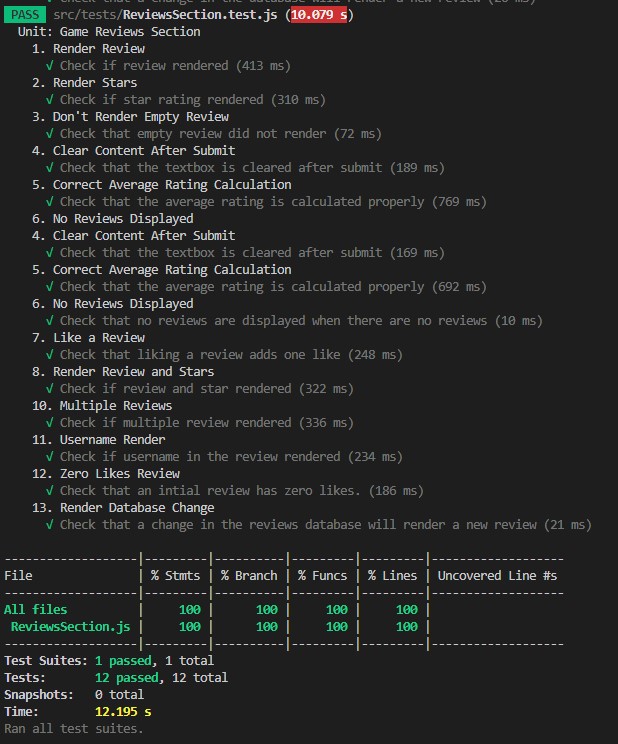 ✓ Check that a change in the database will render a new review (20 ms)
PASS src/tests/ReviewsSection.test.js (10.079 s)
Unit: Game Reviews Section
1. Render Review
√ Check if review rendered (413 ms)
2. Render Stars
√ Check if star rating rendered (310 ms)
3. Don't Render Empty Review
√ Check that empty review did not render (72 ms)
4. Clear Content After Submit
√ Check that the textbox is cleared after submit (189 ms)
5. Correct Average Rating Calculation
√ Check that the average rating is calculated properly (769 ms)
6. No Reviews Displayed
4. Clear Content After Submit
√ Check that the textbox is cleared after submit (169 ms)
5. Correct Average Rating Calculation
√ Check that the average rating is calculated properly (692 ms)
6. No Reviews Displayed
√ Check that no reviews are displayed when there are no reviews (10 ms)
7. Like a Review
√ Check that liking a review adds one like (248 ms)
8. Render Review and Stars
√ Check if review and star rendered (322 ms)
10. Multiple Reviews
√ Check if multiple review rendered (336 ms)
11. Username Render
√ Check if username in the review rendered (234 ms)
12. Zero Likes Review
√ Check that an intial review has zero likes. (186 ms)
13. Render Database Change
√ Check that a change in the reviews database will render a new review (21 ms)
-------------------|---------|----------|---------|---------|-------------------
File | % Stmts | % Branch | % Funcs | % Lines | Uncovered Line #s
-------------------|---------|----------|---------|---------|-------------------
All files | 100 | 100 | 100 | 100 |
ReviewsSection.js | 100 | 100 | 100 | 100 |
-------------------|---------|----------|---------|---------|-------------------
Test Suites: 1 passed, 1 total
Tests: 12 passed, 12 total
Snapshots: 0 total
Time: 12.195 s
Ran all test suites.